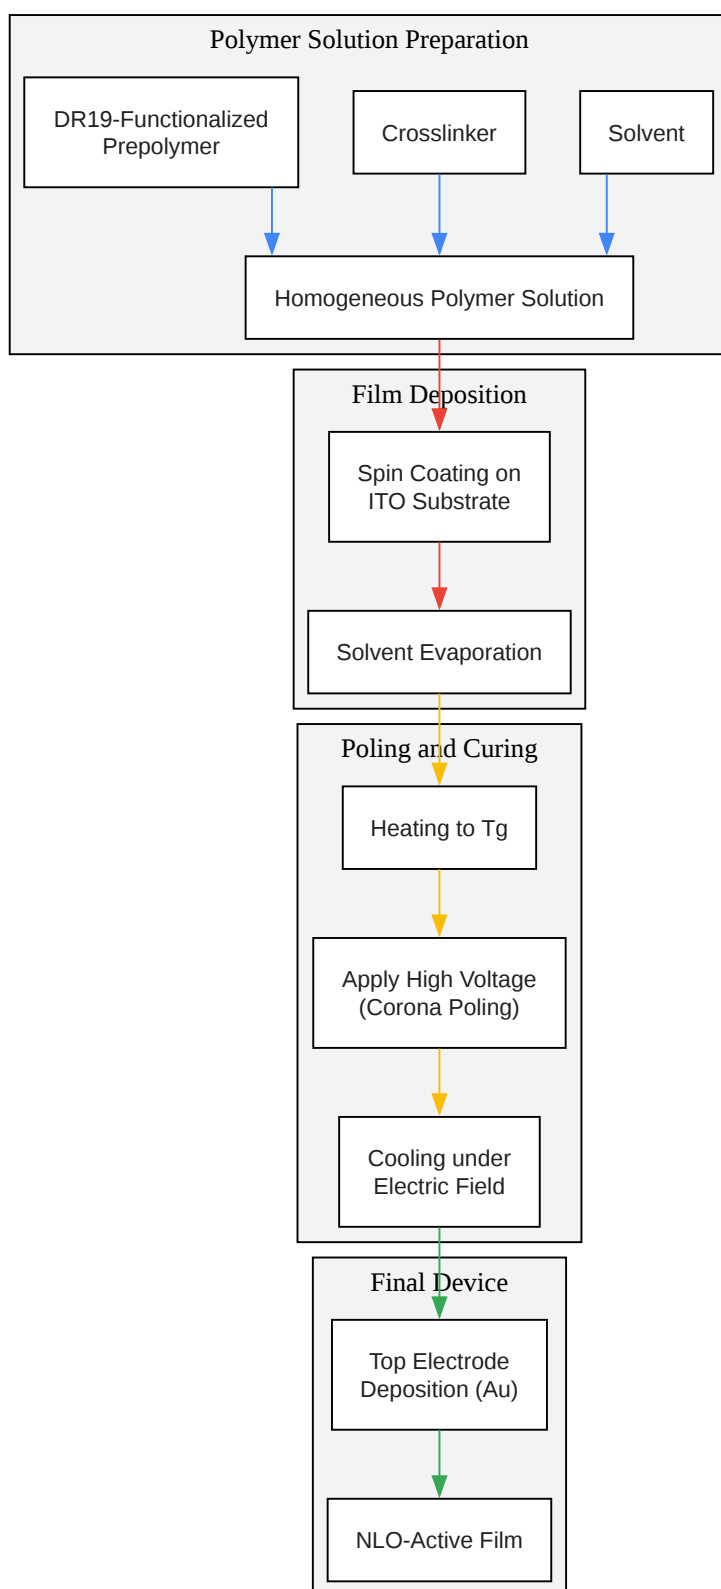 Polymer Solution Preparation
DR19-Functionalized
Prepolymer
Crosslinker
Solvent
Homogeneous Polymer Solution
Film Deposition
Spin Coating on
ITO Substrate
Solvent Evaporation
Poling and Curing
Heating to Tg
Apply High Voltage
(Corona Poling)
Cooling under
Electric Field
Final Device
Top Electrode
Deposition (Au)
NLO-Active Film